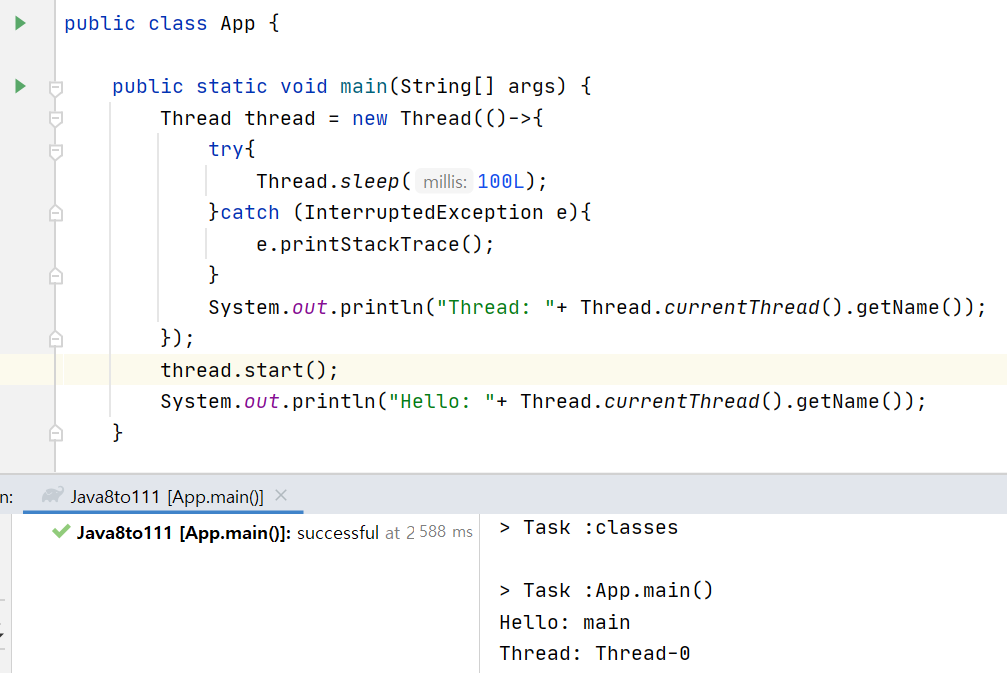 public class App {
public static void main(String[] args) {
Thread thread = new Thread(()->{
try{
Thread.sleep( millis: 100L);
}catch (InterruptedException e){
e.printStackTrace();
}
System.out.println("Thread: "+ Thread.currentThread().getName());
});
thread.start();
System.out.println("Hello: "+ Thread.currentThread().getName());
}
n: Java8to111 [App.main()]
Java8to111 [App.main()]: successful at 2 588 ms
> Task :classes
> Task :App.main()
Hello: main
Thread: Thread-0